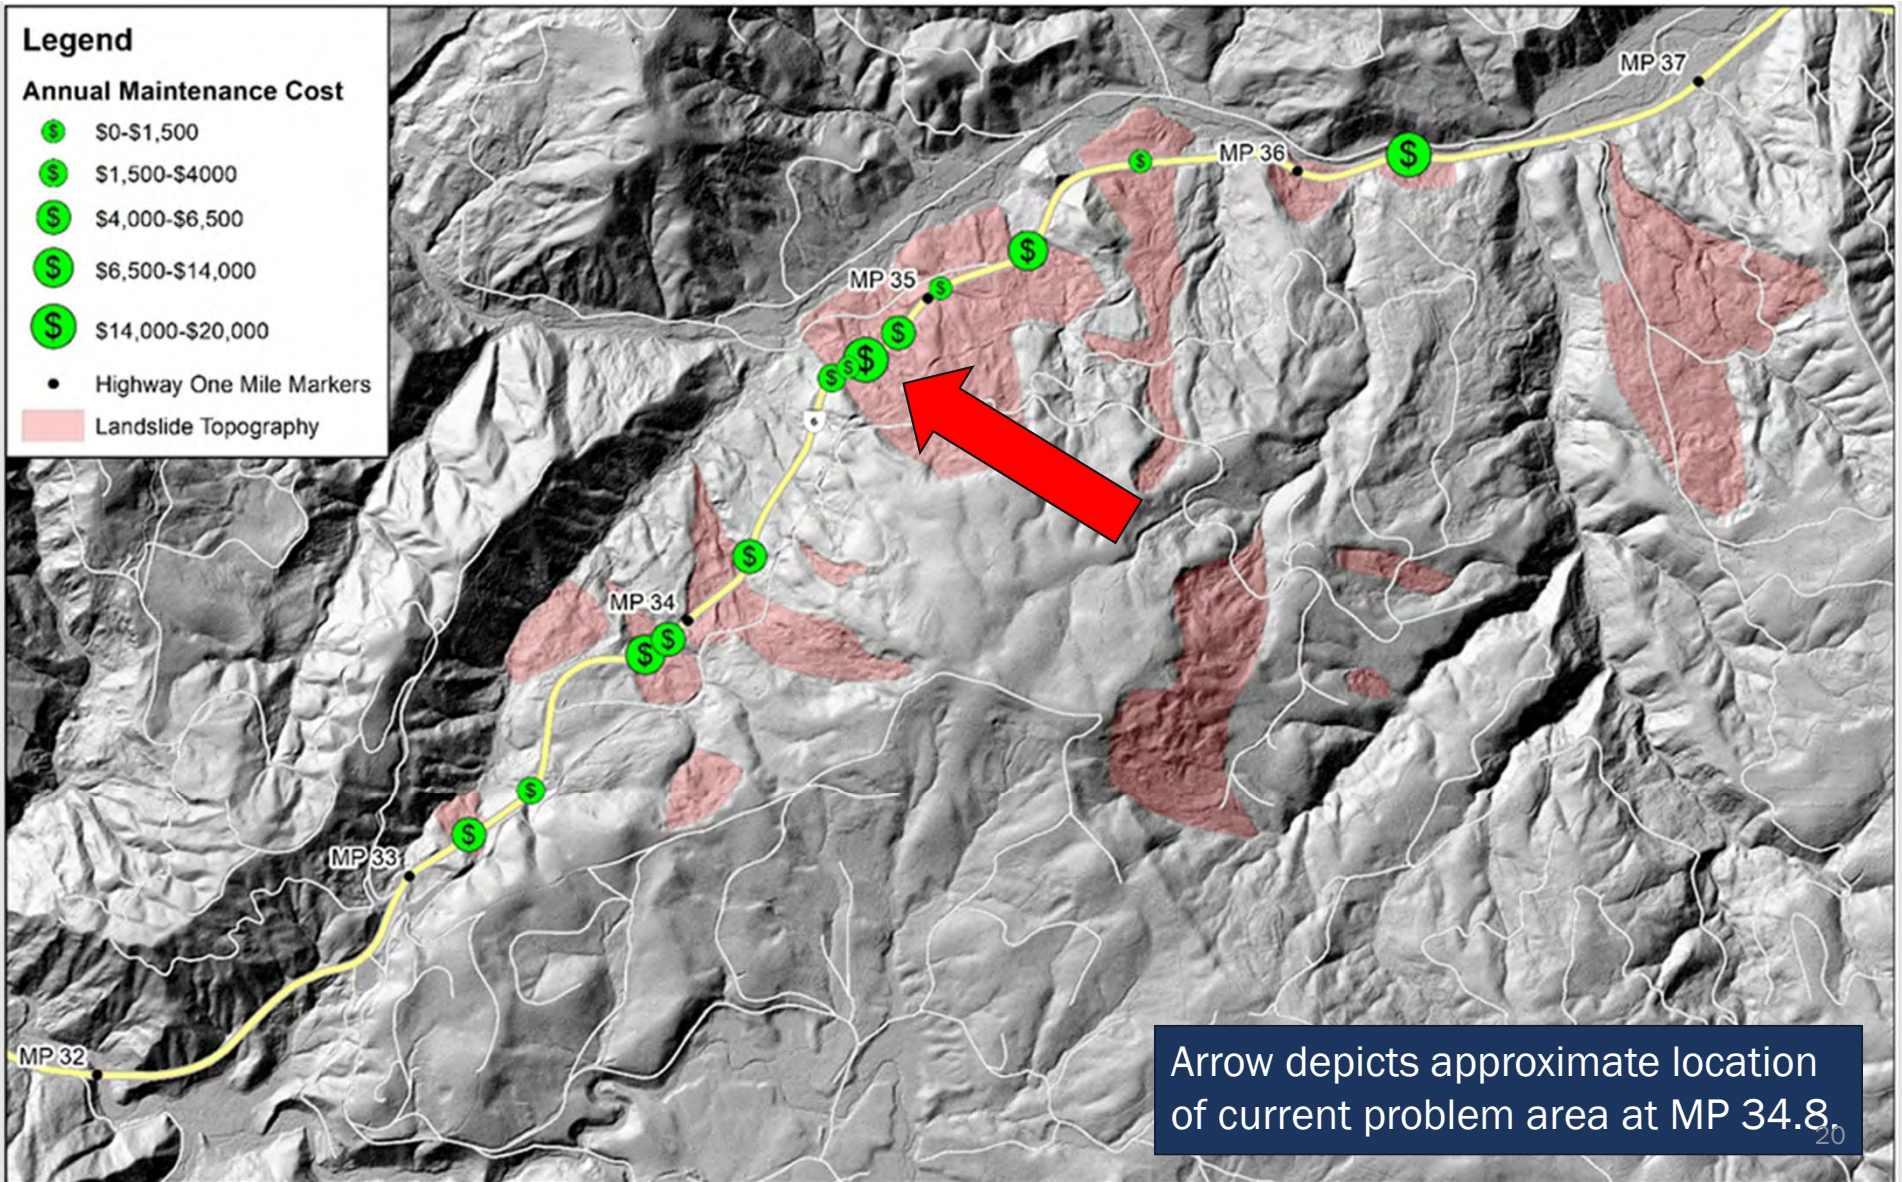 Legend
Annual Maintenance Cost
$ $0-$1,500
$ $1,500-$4000
$ $4,000-$6,500
$ $6,500-$14,000
$ $14,000-$20,000
Highway One Mile Markers
Landslide Topography
MP 37
MP 36
$
$
$
MP 35
$
$
$
$
$
$
MP 34
$
$
$
$
MP 33
MP 32
Arrow depicts approximate location
of current problem area at MP 34.8.
20